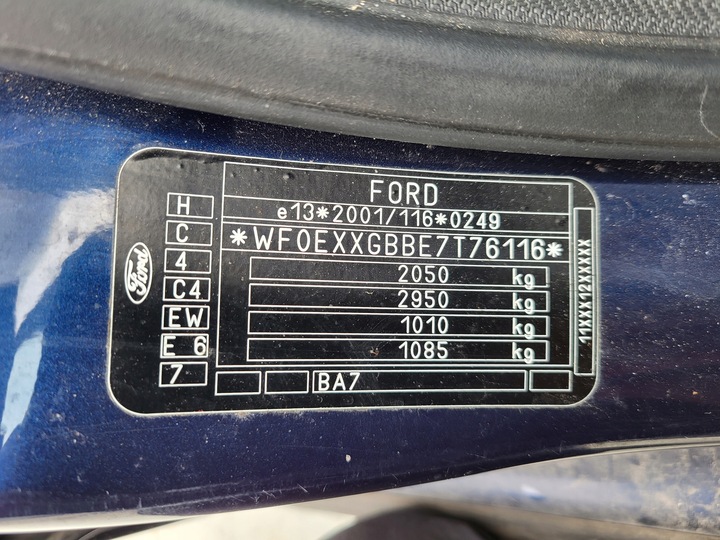 FORD
e13*2001/116*0249
*WF0EXXGBBE7T76116*
2050 kg
2950 kg
1010 kg
1085 kg
BA7
H
C
4
C4
EW
E 6
7
Ford